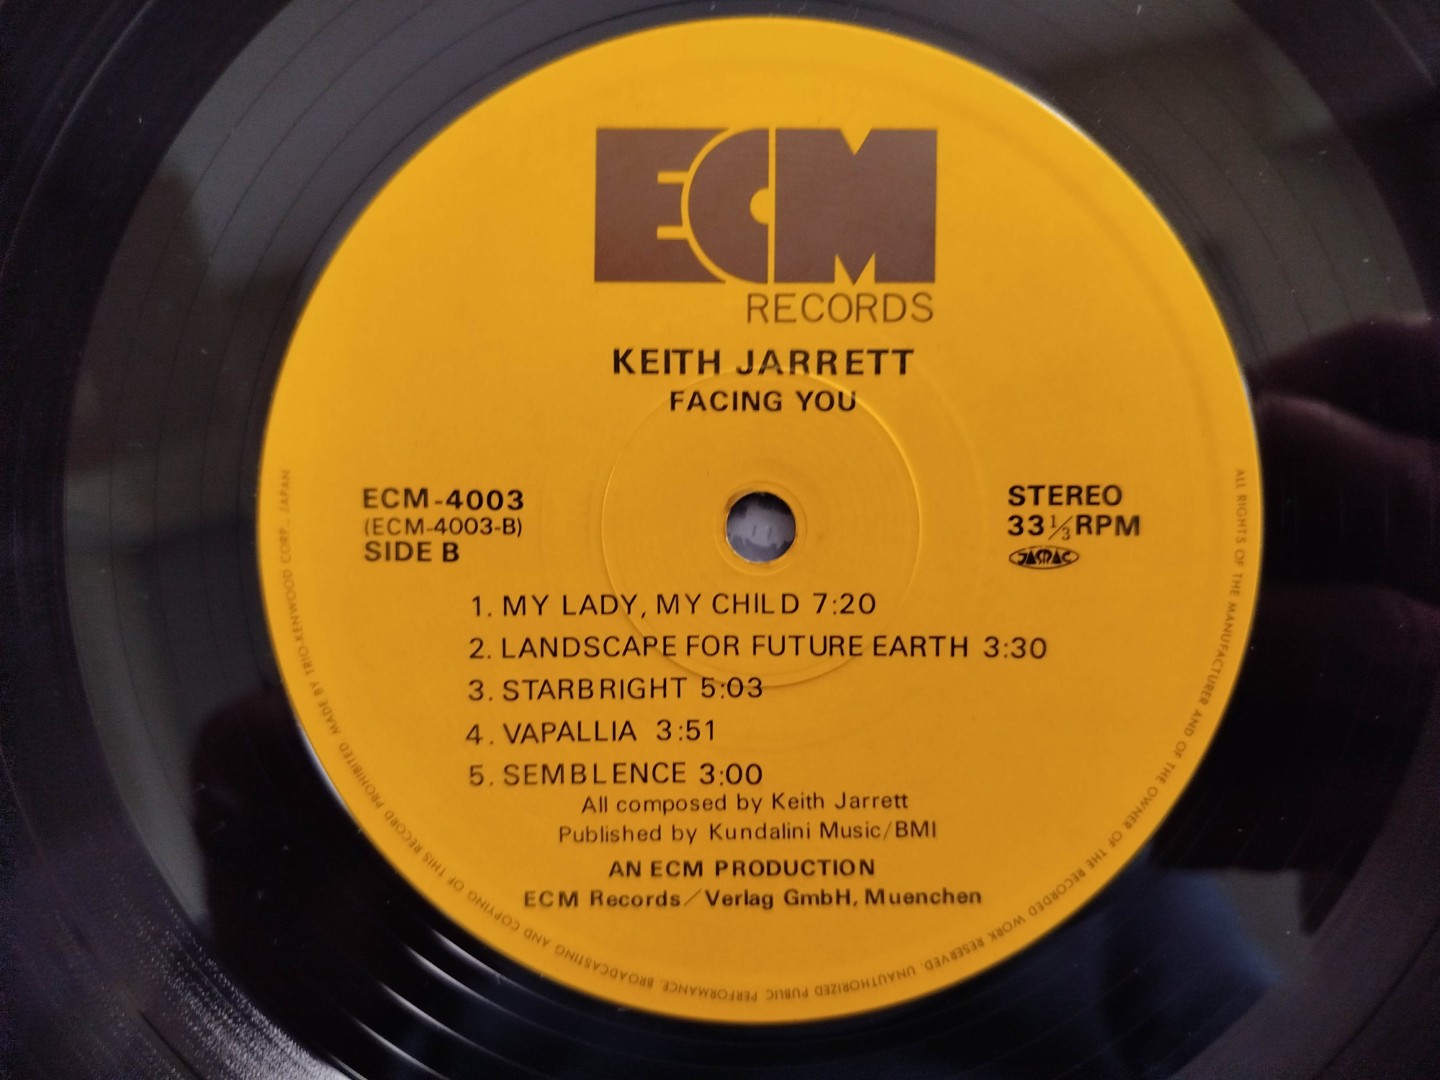 ECM
RECORDS
KEITH JARRETT
FACING YOU
ECM-4003
(ECM-4003-B)
SIDE B
STEREO
33 1/3 RPM
JASRAC
1. MY LADY, MY CHILD 7:20
2. LANDSCAPE FOR FUTURE EARTH 3:30
3. STARBRIGHT 5:03
4. VAPALLIA 3:51
5. SEMBLENCE 3:00
All composed by Keith Jarrett
Published by Kundalini Music/BMI
AN ECM PRODUCTION
ECM Records/Verlag GmbH, Muenchen
ALL RIGHTS OF THE MANUFACTURER AND OF THE OWNER OF THE RECORDED WORK RESERVED. UNAUTHORIZED PUBLIC PERFORMANCE, BROADCASTING AND COPYING OF THIS RECORD PROHIBITED. MADE BY TRIO-KENWOOD CORP., JAPAN